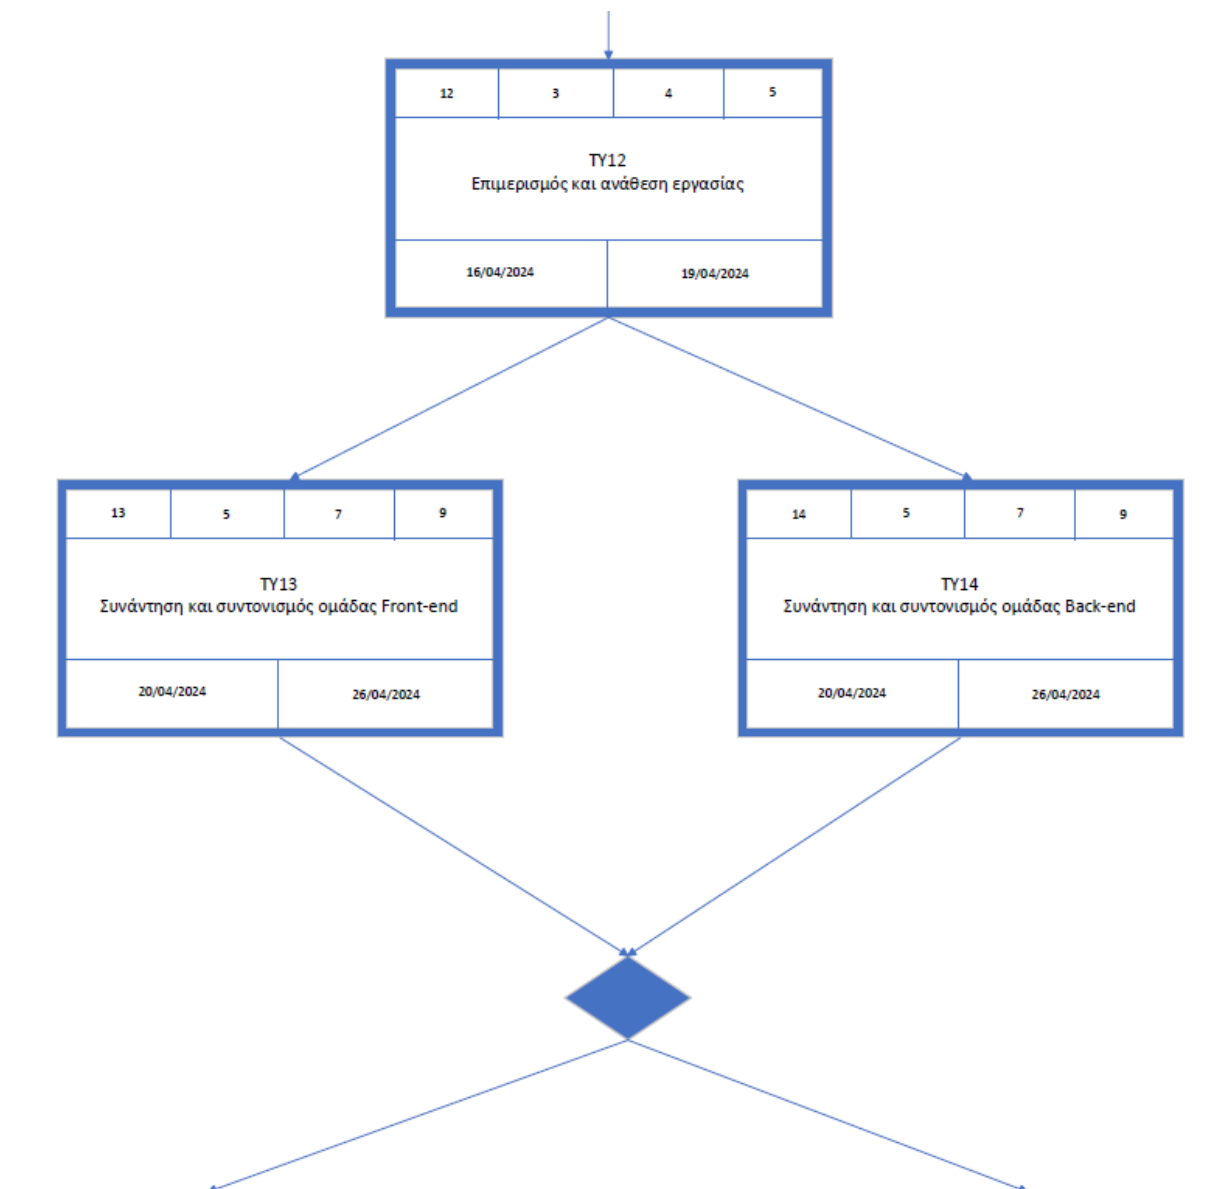 12 3 4 5
ΤΥ12
Επιμερισμός και ανάθεση εργασίας
16/04/2024 19/04/2024
13 5 7 9
ΤΥ13
Συνάντηση και συντονισμός ομάδας Front-end
20/04/2024 26/04/2024
14 5 7 9
ΤΥ14
Συνάντηση και συντονισμός ομάδας Back-end
20/04/2024 26/04/2024